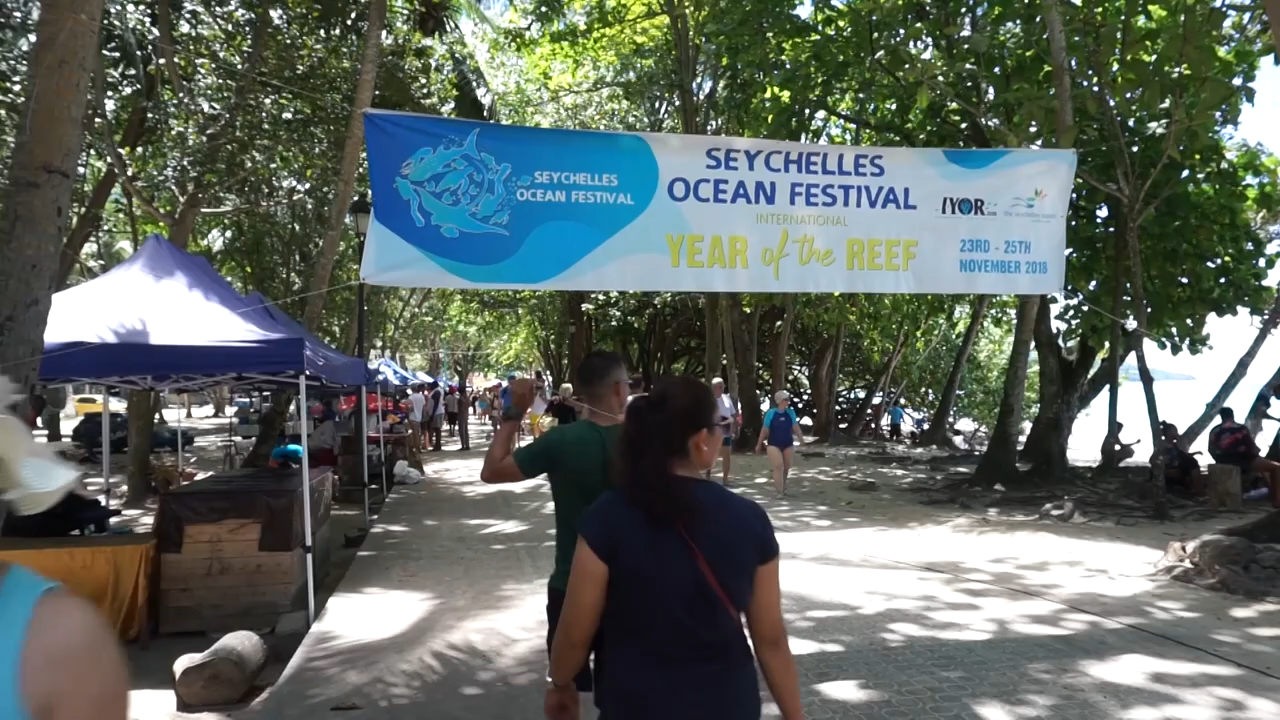 SEYCHELLES
OCEAN FESTIVAL
SEYCHELLES
OCEAN FESTIVAL
INTERNATIONAL
YEAR of the REEF
IYOR
23RD - 25TH
NOVEMBER 2018